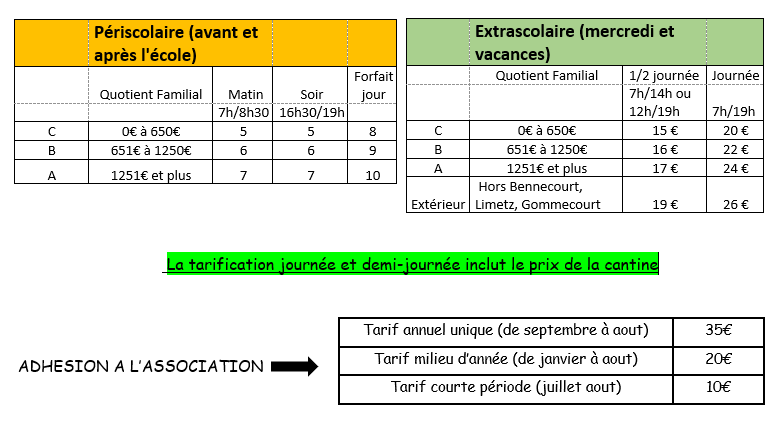 Périscolaire (avant et
après l'école)
Quotient Familial Matin Soir Forfait jour
7h/8h30 16h30/19h
C 0€ à 650€ 5 5 8
B 651€ à 1250€ 6 6 9
A 1251€ et plus 7 7 10
Extrascolaire (mercredi et
vacances)
Quotient Familial 1/2 journée Journée
7h/14h ou
12h/19h 7h/19h
C 0€ à 650€ 15 € 20 €
B 651€ à 1250€ 16 € 22 €
A 1251€ et plus 17 € 24 €
Hors Bennecourt,
Extérieur Limetz, Gommecourt 19 € 26 €
La tarification journée et demi-journée inclut le prix de la cantine
ADHESION A L'ASSOCIATION
Tarif annuel unique (de septembre à aout) 35€
Tarif milieu d'année (de janvier à aout) 20€
Tarif courte période (juillet aout) 10€